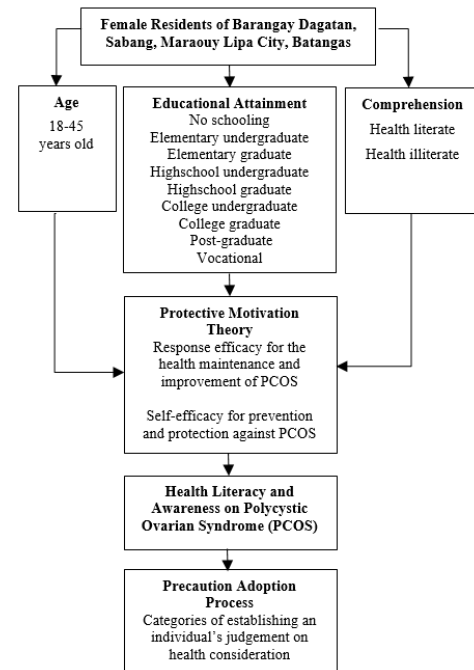 Female Residents of Barangay Dagatan,
Sabang, Maraouy Lipa City, Batangas
Age
18-45
years old
Educational Attainment
No schooling
Elementary undergraduate
Elementary graduate
Highschool undergraduate
Highschool graduate
College undergraduate
College graduate
Post-graduate
Vocational
Comprehension
Health literate
Health illiterate
Protective Motivation
Theory
Response efficacy for the
health maintenance and
improvement of PCOS
Self-efficacy for prevention
and protection against PCOS
Health Literacy and
Awareness on Polycystic
Ovarian Syndrome (PCOS)
Precaution Adoption
Process
Categories of establishing an
individual's judgement on
health consideration